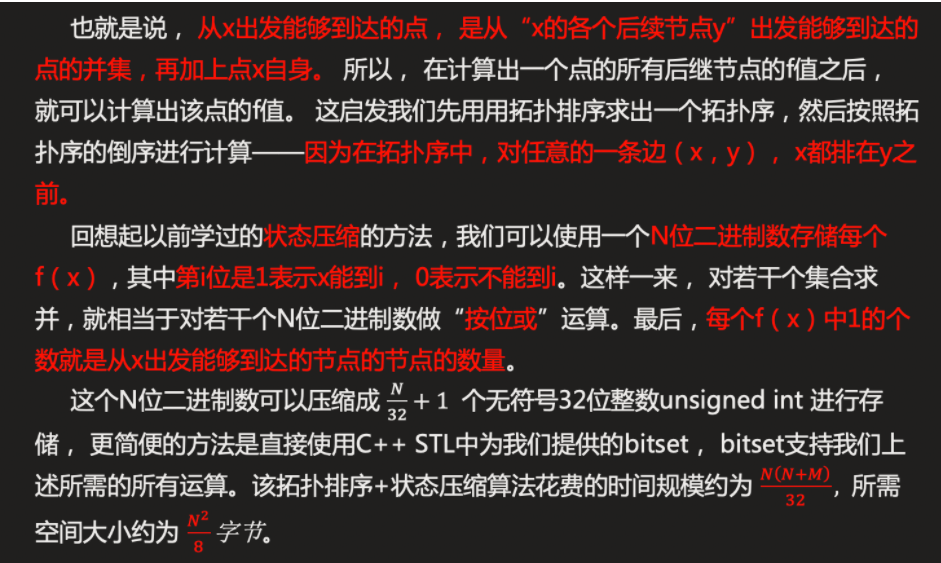 也就是说， 从x出发能够到达的点， 是从“x的各个后续节点y”出发能够到达的
点的并集，再加上点x自身。 所以， 在计算出一个点的所有后继节点的f值之后，
就可以计算出该点的f值。 这启发我们先用用拓扑排序求出一个拓扑序，然后按照拓
扑序的倒序进行计算——因为在拓扑序中，对任意的一条边（x，y）， x都排在y之
前。
回想起以前学过的状态压缩的方法，我们可以使用一个N位二进制数存储每个
f（x），其中第i位是1表示x能到i， 0表示不能到i。这样一来， 对若干个集合求
并，就相当于对若干个N位二进制数做“按位或”运算。最后，每个f（x）中1的个
数就是从x出发能够到达的节点的节点的数量。
这个N位二进制数可以压缩成 N/32 + 1 个无符号32位整数unsigned int 进行存
储， 更简便的方法是直接使用C++ STL中为我们提供的bitset， bitset支持我们上
述所需的所有运算。该拓扑排序+状态压缩算法花费的时间规模约为 N(N+M)/32, 所需
空间大小约为 N²/8 字节。